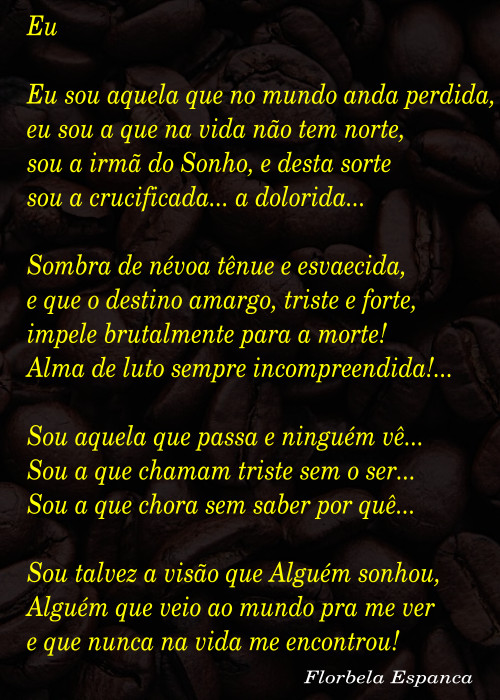 Eu
Eu sou aquela que no mundo anda perdida,
eu sou a que na vida não tem norte,
sou a irmã do Sonho, e desta sorte
sou a crucificada... a dolorida...
Sombra de névoa tênue e esvaecida,
e que o destino amargo, triste e forte,
impele brutalmente para a morte!
Alma de luto sempre incompreendida!...
Sou aquela que passa e ninguém vê...
Sou a que chamam triste sem o ser...
Sou a que chora sem saber por quê...
Sou talvez a visão que Alguém sonhou,
Alguém que veio ao mundo pra me ver
e que nunca na vida me encontrou!
Florbela Espanca